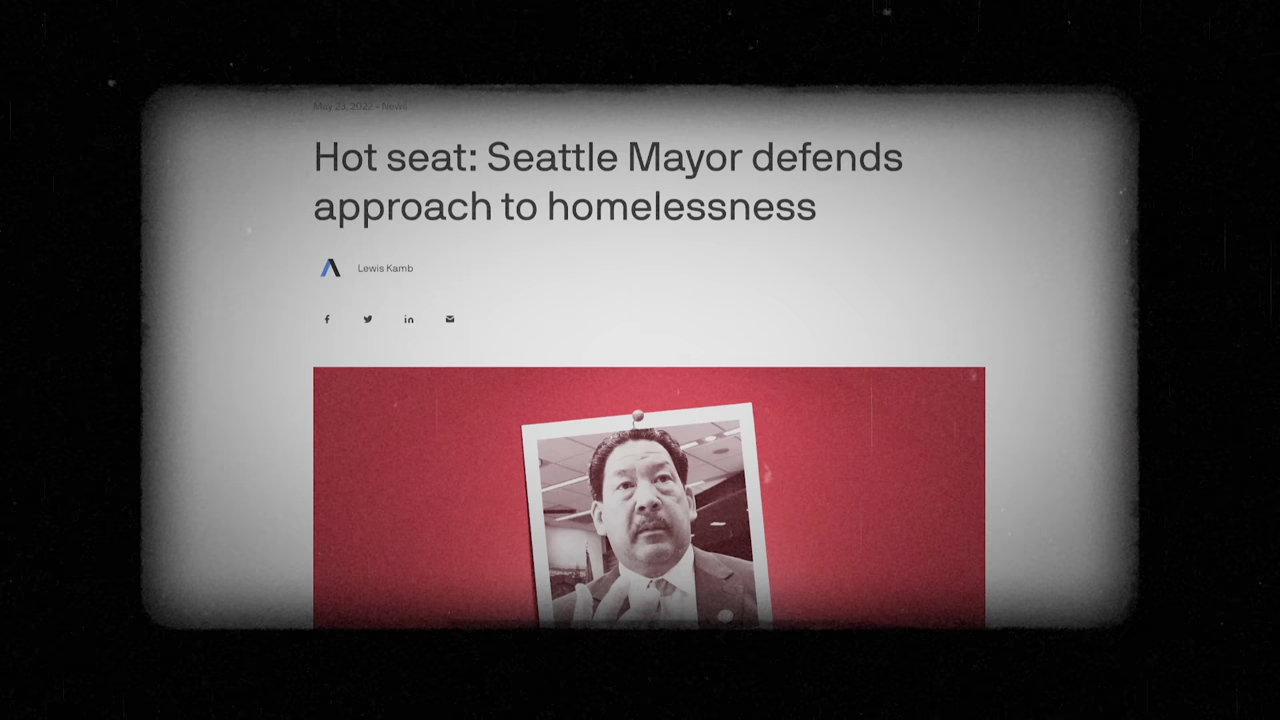 May 23, 2022 - News
Hot seat: Seattle Mayor defends
approach to homelessness
Lewis Kamb